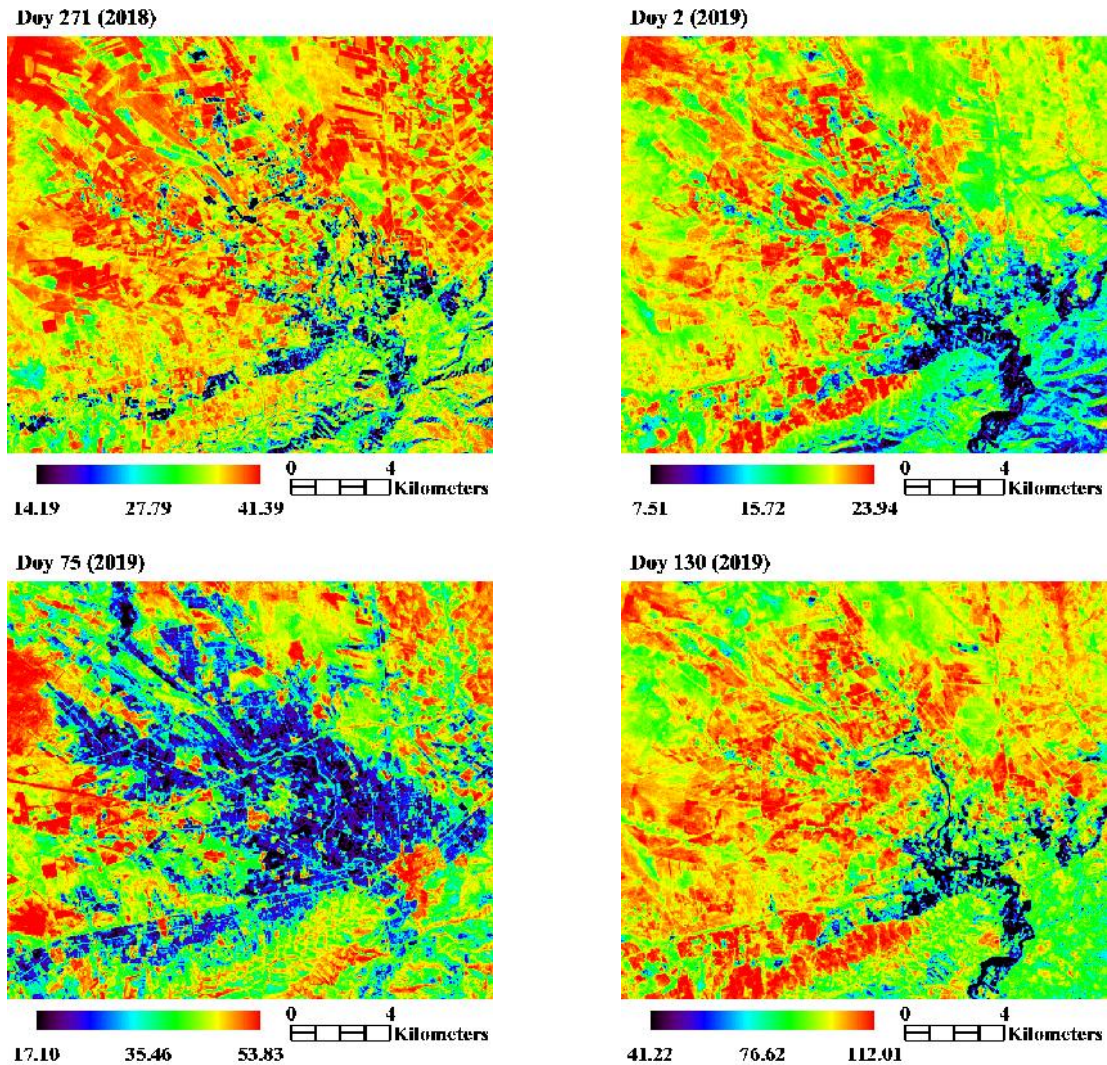 Doy 271 (2018)
Doy 2 (2019)
0 4
Kilometers
14.19 27.79 41.39
0 4
Kilometers
7.51 15.72 23.94
Doy 75 (2019)
Doy 130 (2019)
0 4
Kilometers
17.10 35.46 53.83
0 4
Kilometers
41.22 76.62 112.01